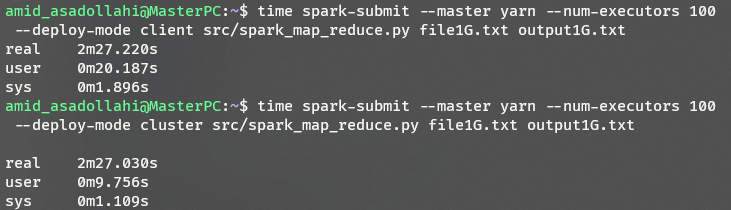 amid_asadollahi@MasterPC:~$ time spark-submit --master yarn --num-executors 100
--deploy-mode client src/spark_map_reduce.py file1G.txt output1G.txt
real 2m27.220s
user 0m20.187s
sys 0m1.896s
amid_asadollahi@MasterPC:~$ time spark-submit --master yarn --num-executors 100
--deploy-mode cluster src/spark_map_reduce.py file1G.txt output1G.txt
real 2m27.030s
user 0m9.756s
sys 0m1.109s